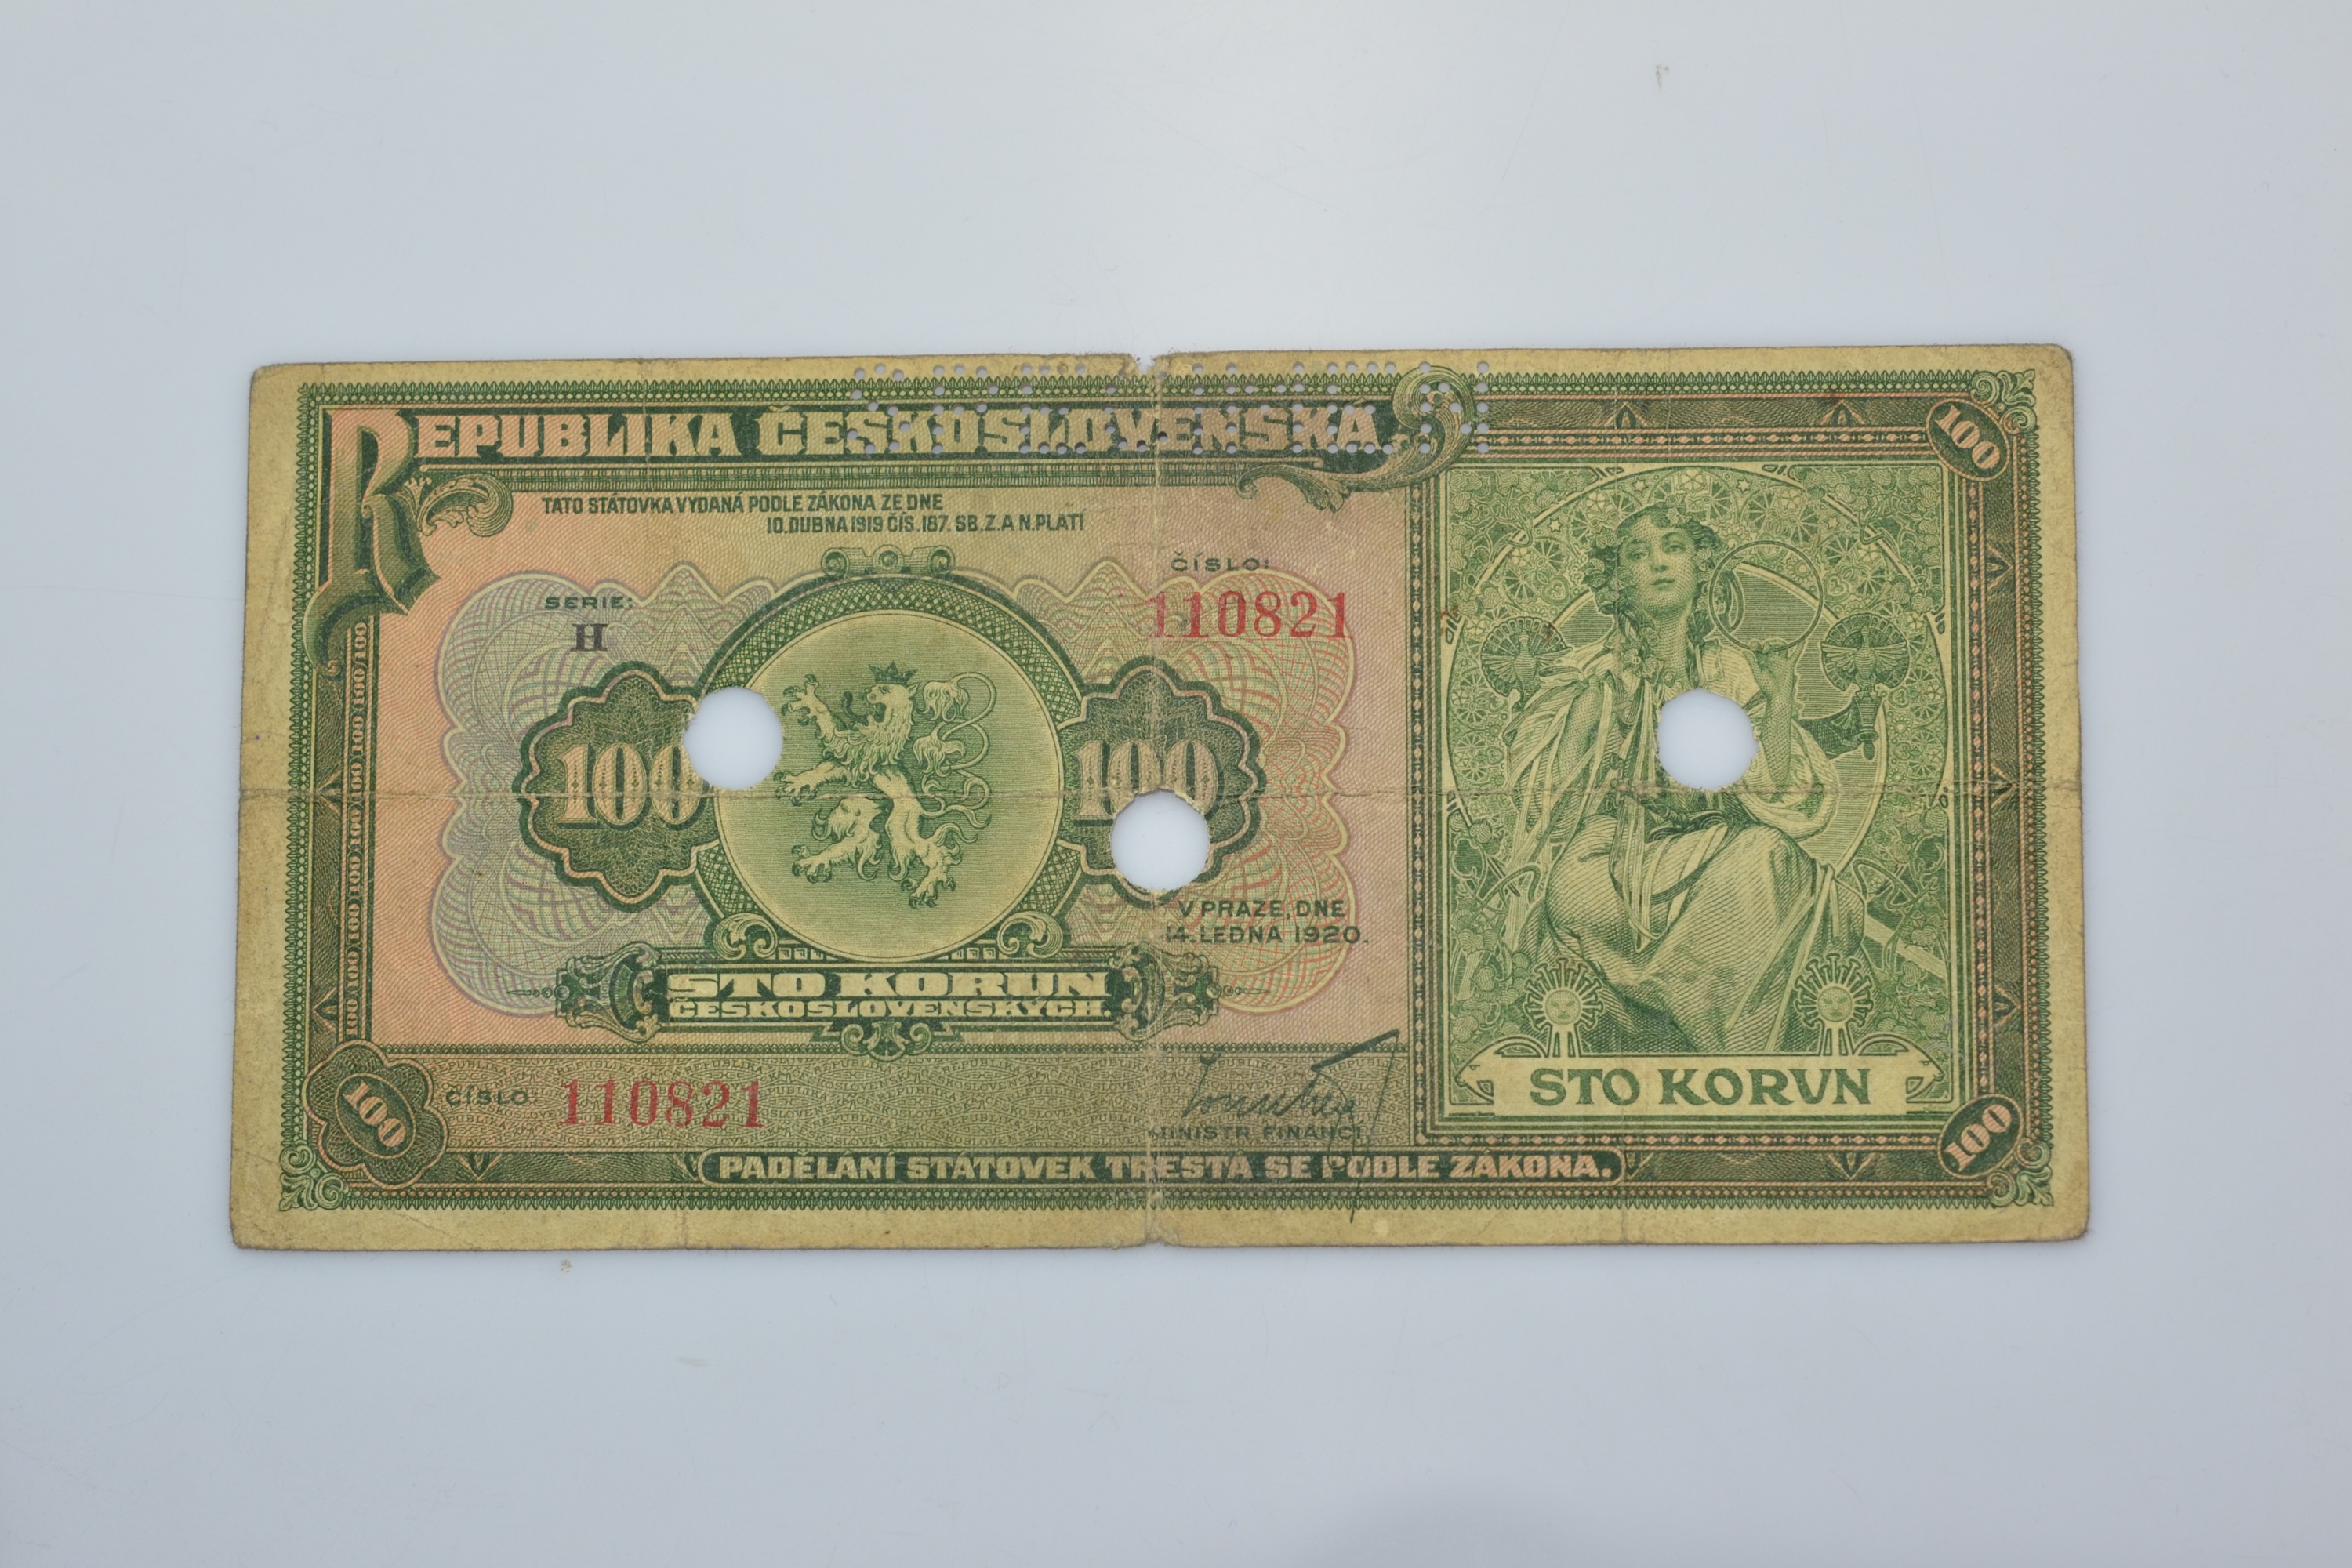 REPUBLIKA ČESKOSLOVENSKÁ
TATO STÁTOVKA VYDANÁ PODLE ZÁKONA ZE DNE
10. DUBNA 1919 ČÍS. 187. SB. Z. A N. PLATÍ
SERIE:
H
ČÍSLO:
110821
100
100
V PRAZE, DNE
14. LEDNA 1920.
STO KORUN
ČESKOSLOVENSKÝCH.
ČÍSLO: 110821
MINISTR FINANCÍ.
PADĚLÁNÍ STÁTOVEK TRESTÁ SE PODLE ZÁKONA.
100
100
STO KORVN
100
100